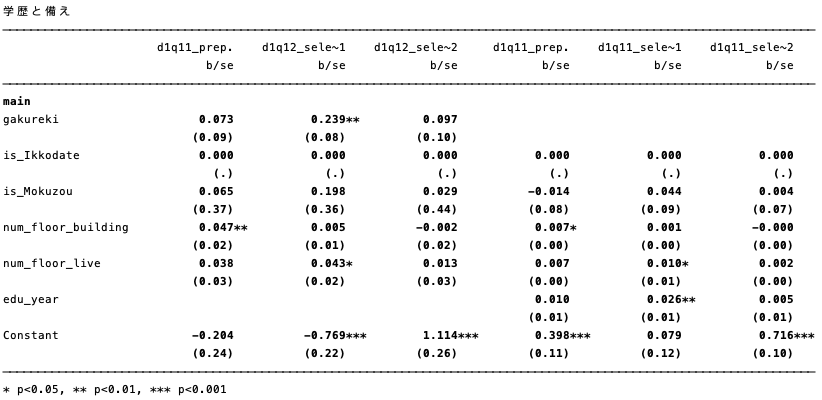 学歴と備え
d1q11_prep. d1q12_sele~1 d1q12_sele~2 d1q11_prep. d1q11_sele~1 d1q11_sele~2
b/se b/se b/se b/se b/se b/se
main
gakureki 0.073 0.239** 0.097
(0.09) (0.08) (0.10)
is_Ikkodate 0.000 0.000 0.000 0.000 0.000 0.000
(.) (.) (.) (.) (.) (.)
is_Mokuzou 0.065 0.198 0.029 -0.014 0.044 0.004
(0.37) (0.36) (0.44) (0.08) (0.09) (0.07)
num_floor_building 0.047** 0.005 -0.002 0.007* 0.001 -0.000
(0.02) (0.01) (0.02) (0.00) (0.00) (0.00)
num_floor_live 0.038 0.043* 0.013 0.007 0.010* 0.002
(0.03) (0.02) (0.03) (0.00) (0.01) (0.00)
edu_year 0.010 0.026** 0.005
(0.01) (0.01) (0.01)
Constant -0.204 -0.769*** 1.114*** 0.398*** 0.079 0.716***
(0.24) (0.22) (0.26) (0.11) (0.12) (0.10)
* p<0.05, ** p<0.01, *** p<0.001